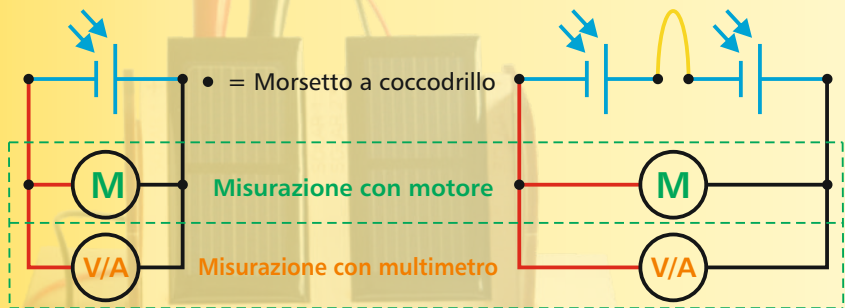 ● = Morsetto a coccodrillo
M
Misurazione con motore
M
V/A
Misurazione con multimetro
V/A